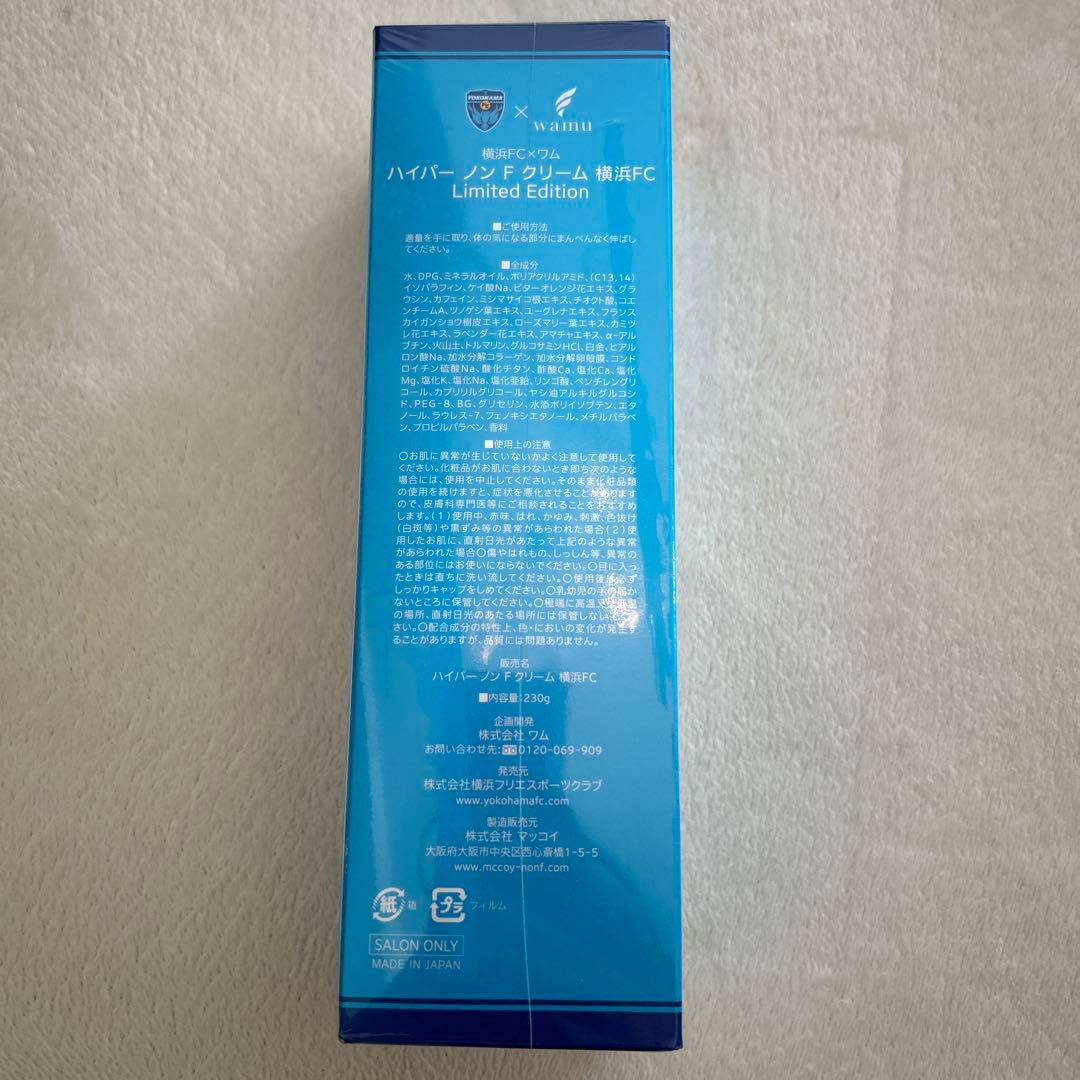 YOKOHAMA
FC
×
wamu
横浜FC×ワム
ハイパー ノン F クリーム 横浜FC
Limited Edition
■ご使用方法
適量を手に取り、体の気になる部分にまんべんなく伸ばし
てください。
■全成分
水、DPG、ミネラルオイル、ポリアクリルアミド、(C13,14)
イソパラフィン、ケイ酸Na、ビターオレンジ花エキス、グラ
ウシン、カフェイン、ミシマサイコ根エキス、チオクト酸、コエ
ンチームA、ツノゲシ葉エキス、ユーグレナエキス、フランス
カイガンショウ樹皮エキス、ローズマリー葉エキス、カミツ
レ花エキス、ラベンダー花エキス、アマチャエキス、α-アル
ブチン、火山土、トルマリン、グルコサミンHCl、白金、ヒアル
ロン酸Na、加水分解コラーゲン、加水分解卵殻膜、コンド
ロイチン硫酸Na、酸化チタン、酢酸Ca、塩化Ca、塩化
Mg、塩化K、塩化Na、塩化亜鉛、リンゴ酸、ペンチレングリ
コール、カプリリルグリコール、ヤシ油アルキルグルコシ
ド、PEG-8、BG、グリセリン、水添ポリイソブテン、エタ
ノール、ラウレス-7、フェノキシエタノール、メチルパラベ
ン、プロピルパラベン、香料
■使用上の注意
〇お肌に異常が生じていないかよく注意して使用して
ください。化粧品がお肌に合わないとき即ち次のような
場合には、使用を中止してください。そのまま化粧品類
の使用を続けますと、症状を悪化させることがあります
ので、皮膚科専門医等にご相談されることをおすすめ
します。(1)使用中、赤味、はれ、かゆみ、刺激、色抜け
(白斑等)や黒ずみ等の異常があらわれた場合(2)使
用したお肌に、直射日光があたって上記のような異常
があらわれた場合〇傷やはれもの、しっしん等、異常の
ある部位にはお使いにならないでください。〇目に入っ
たときは直ちに洗い流してください。〇使用後は必ず
しっかりキャップをしめてください。〇乳幼児の手の届か
ないところに保管してください。〇極端に高温又は低温
の場所、直射日光のあたる場所には保管しないでくだ
さい。〇配合成分の特性上、色・においの変化が発生す
ることがありますが、品質には問題ありません。
販売名
ハイパー ノン F クリーム 横浜FC
■内容量:230g
企画開発
株式会社 ワム
お問い合わせ先:0120-069-909
発売元
株式会社横浜フリエスポーツクラブ
www.yokohamafc.com
製造販売元
株式会社 マッコイ
大阪府大阪市中央区西心斎橋1-5-5
www.mccoy-nonf.com
紙 箱 プラ フィルム
SALON ONLY
MADE IN JAPAN